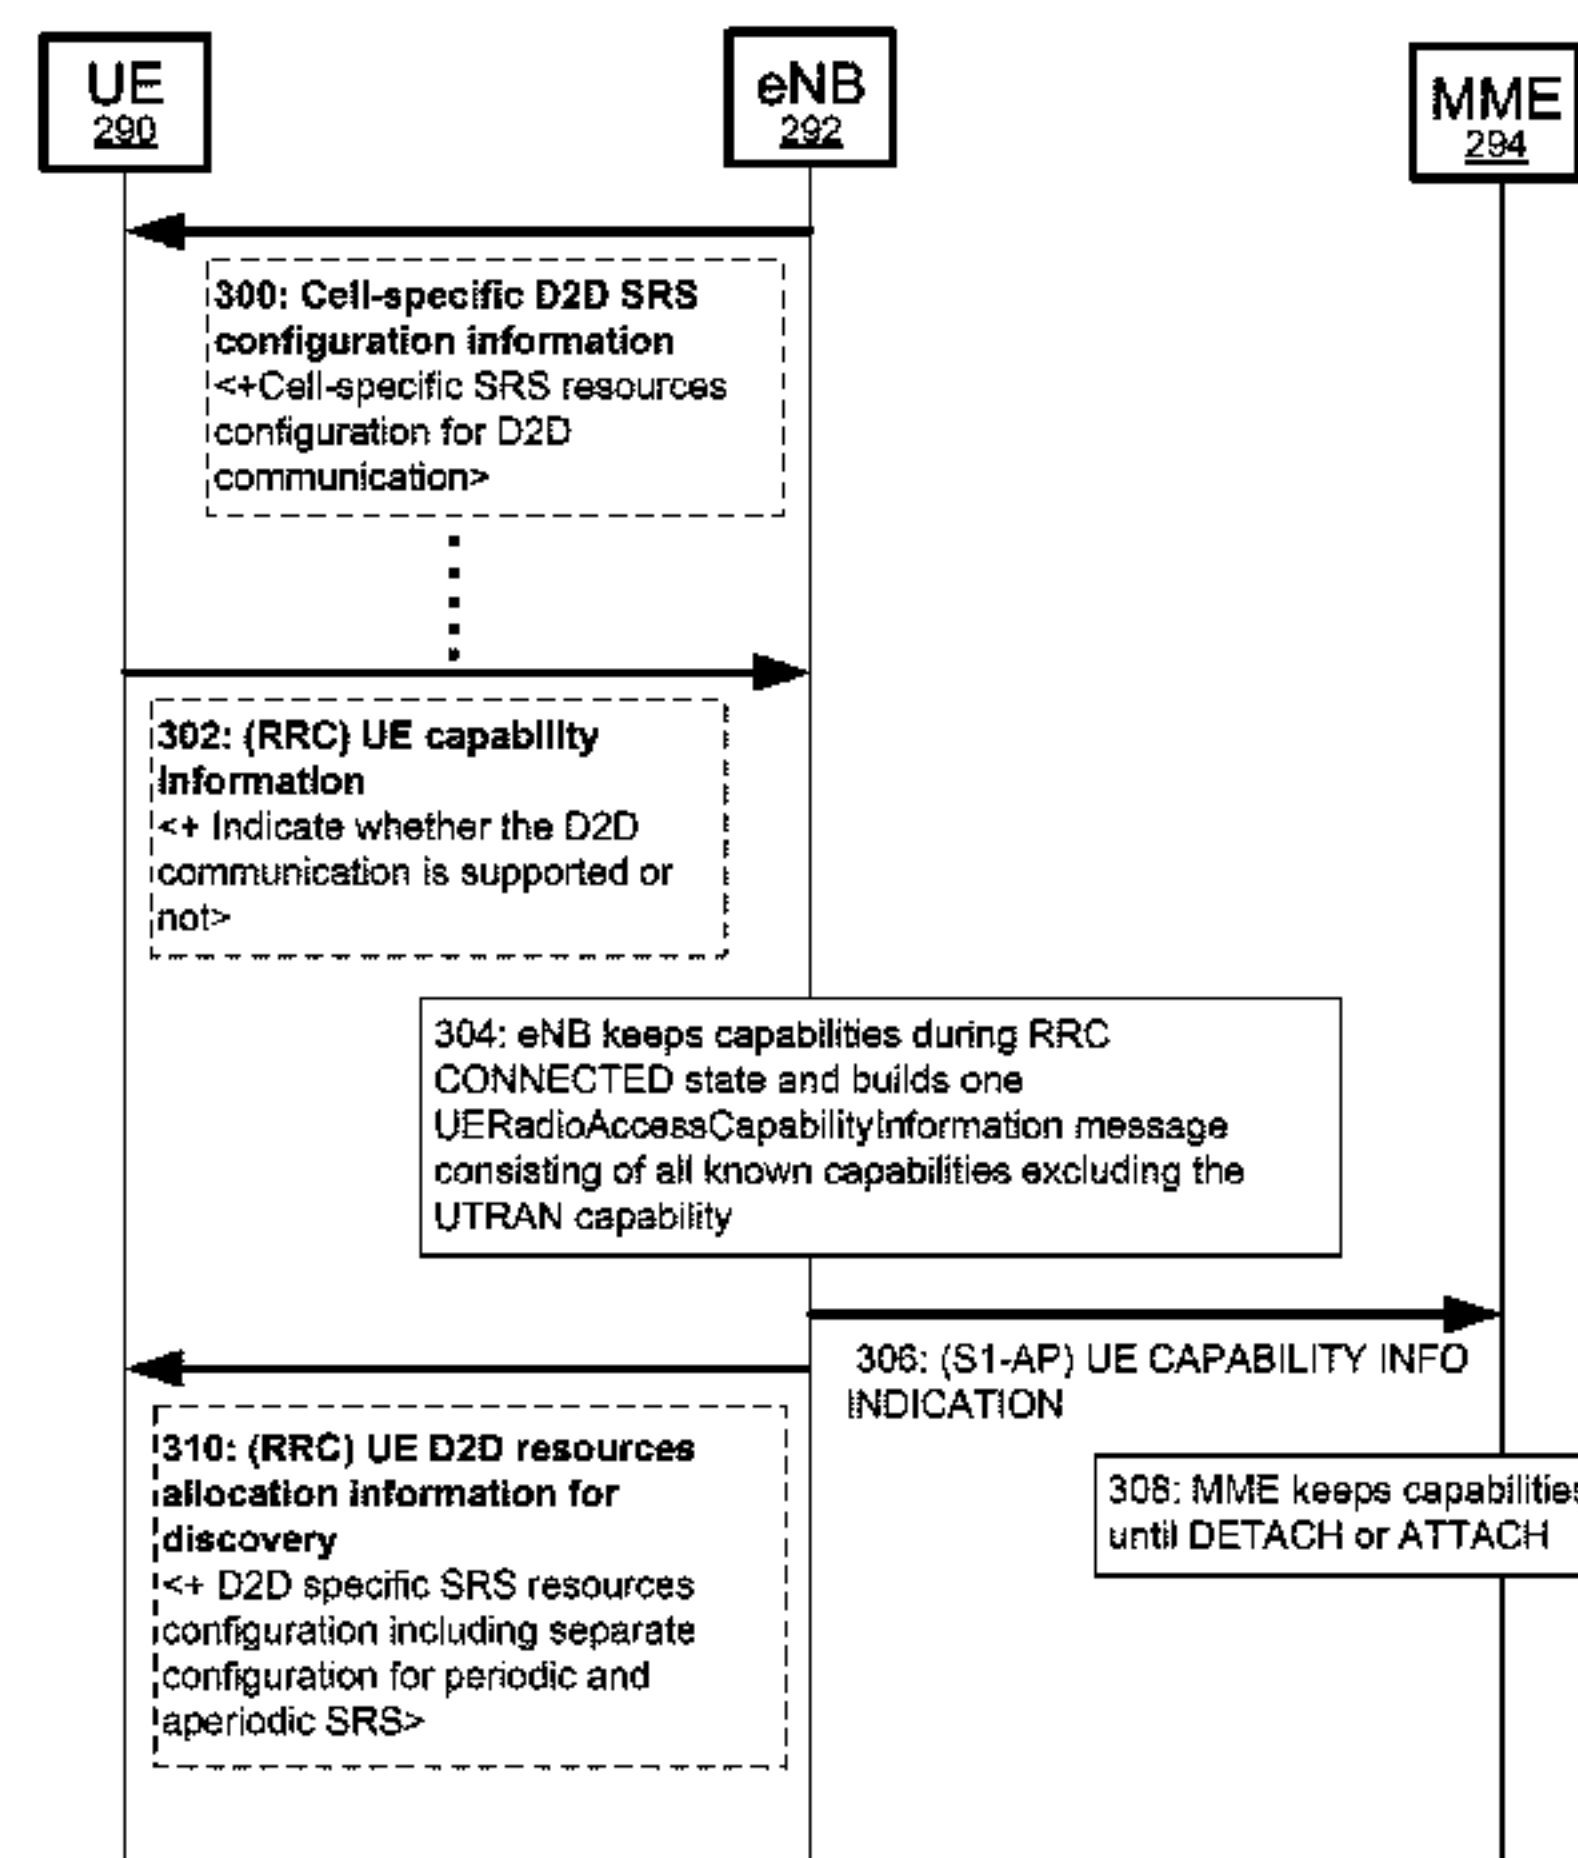 UE
290
eNB
292
MME
294
300: Cell-specific D2D SRS
configuration information
<+Cell-specific SRS resources
configuration for D2D
communication>
302: (RRC) UE capability
information
<+ Indicate whether the D2D
communication is supported or
not>
304: eNB keeps capabilities during RRC
CONNECTED state and builds one
UERadioAccessCapabilityInformation message
consisting of all known capabilities excluding the
UTRAN capability
306: (S1-AP) UE CAPABILITY INFO
INDICATION
308: MME keeps capabilities
until DETACH or ATTACH
310: (RRC) UE D2D resources
allocation information for
discovery
<+ D2D specific SRS resources
configuration including separate
configuration for periodic and
aperiodic SRS>